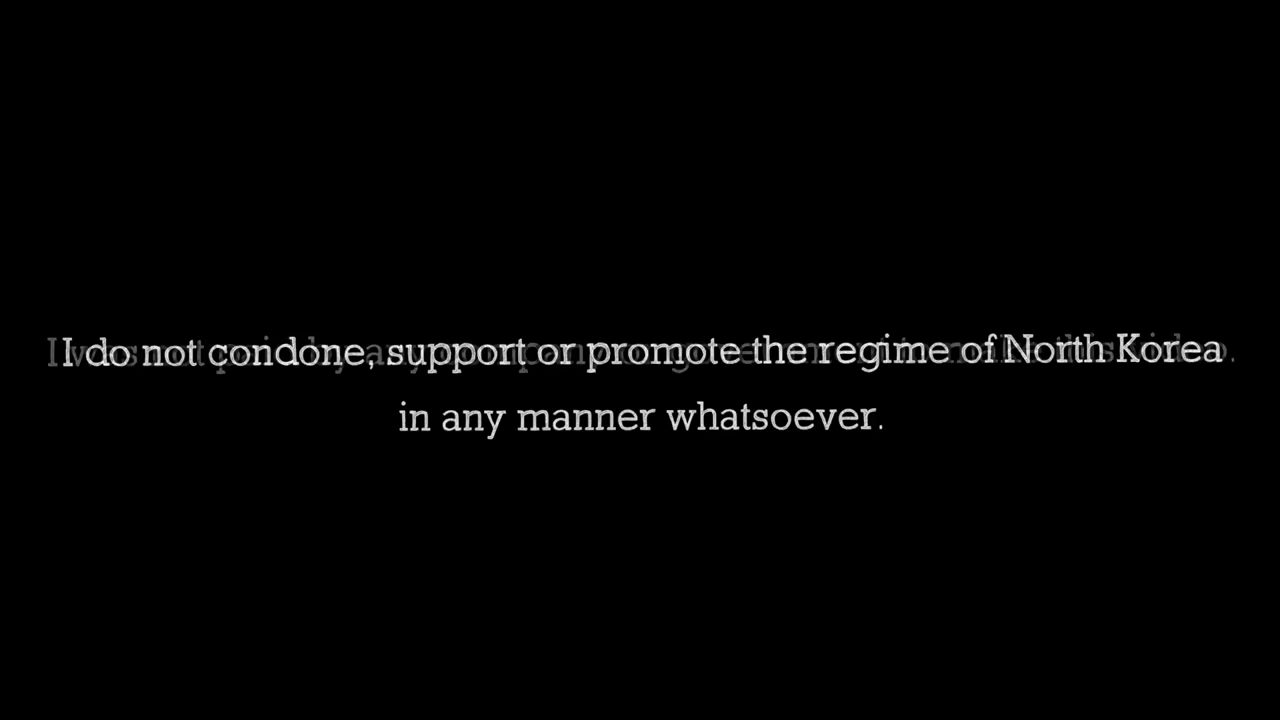 I do not condone, support or promote the regime of North Korea
in any manner whatsoever.